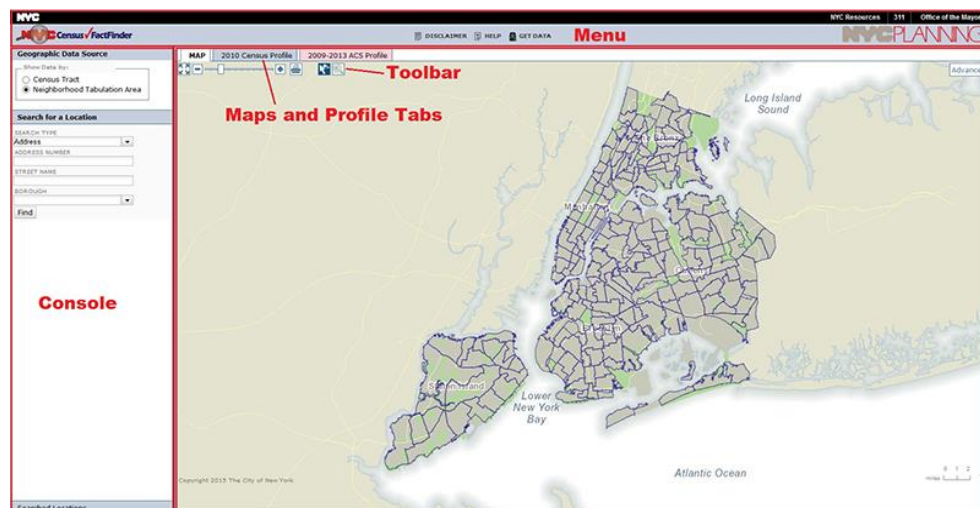 NYC
NYC Resources 311 Office of the Mayor
NYC Census FactFinder
DISCLAIMER HELP GET DATA
Menu
NYCPLANNING
Geographic Data Source
MAP 2010 Census Profile 2009-2013 ACS Profile
Show Data by:
Census Tract
Neighborhood Tabulation Area
Toolbar
Advanc
Maps and Profile Tabs
Long Island
Sound
Search for a Location
SEARCH TYPE
Address
ADDRESS NUMBER
STREET NAME
BOROUGH
Find
Console
Staten Island
Lower
New York
Bay
Atlantic Ocean
Copyright 2015 The City of New York
0 1 2
miles
Searched Locations